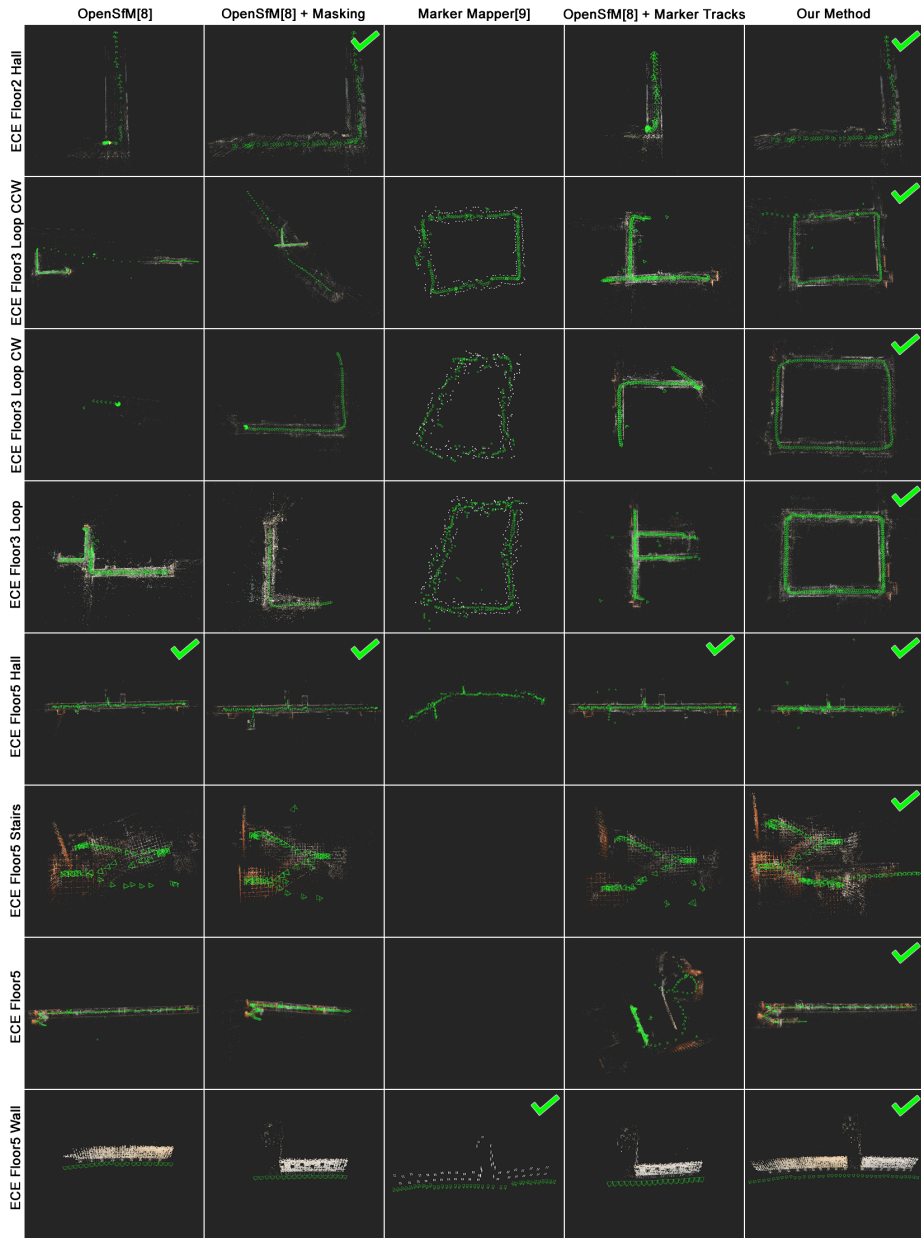 OpenSfM[8]
OpenSfM[8] + Masking
Marker Mapper[9]
OpenSfM[8] + Marker Tracks
Our Method
ECE Floor2 Hall
ECE Floor3 Loop CCW
ECE Floor3 Loop CW
ECE Floor3 Loop
ECE Floor5 Hall
ECE Floor5 Stairs
ECE Floor5
ECE Floor5 Wall